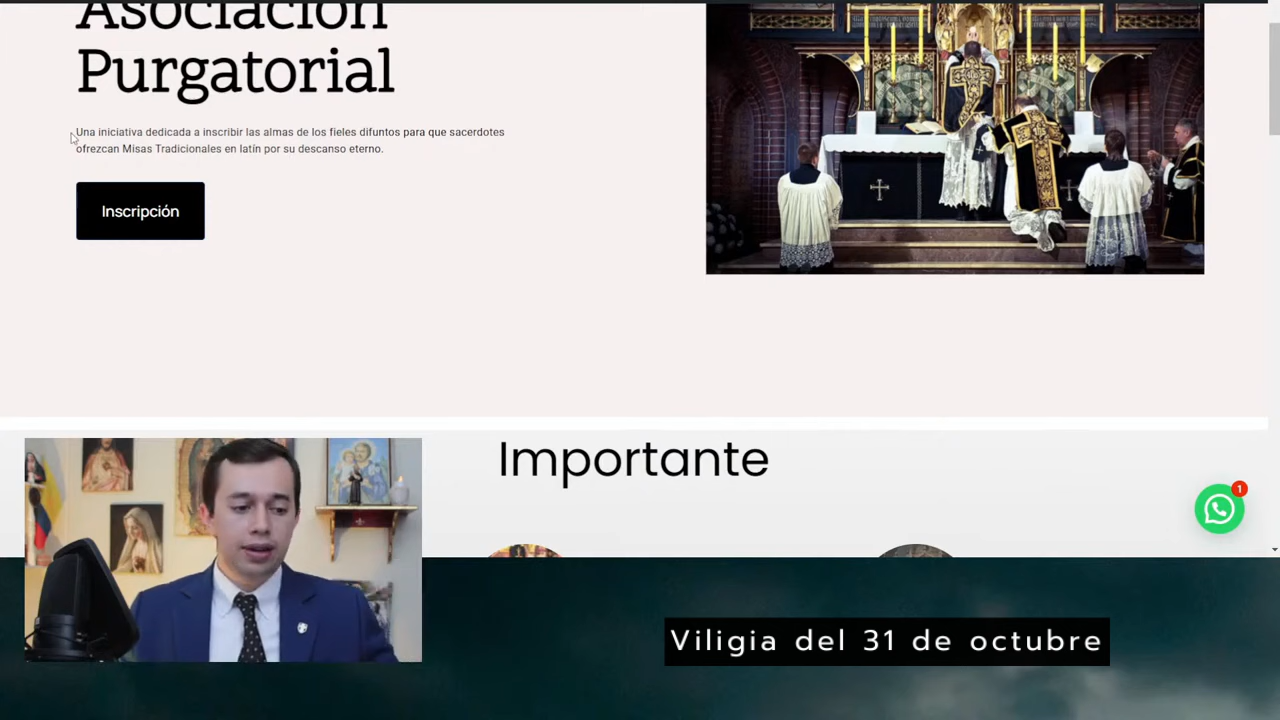 Asociación
Purgatorial
Una iniciativa dedicada a inscribir las almas de los fieles difuntos para que sacerdotes
ofrezcan Misas Tradicionales en latín por su descanso eterno.
Inscripción
Importante
1
Viligia del 31 de octubre